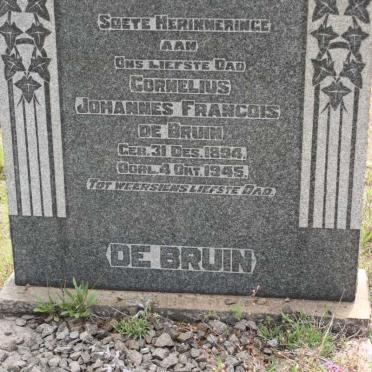 Soete Herinneringe
aan
Ons Liefste Dad
Cornelius
Johannes Francois
de Bruin
Geb. 31 Des. 1894.
Oorl. 4 Okt. 1945.
Tot weersiens liefste Dad.
De Bruin